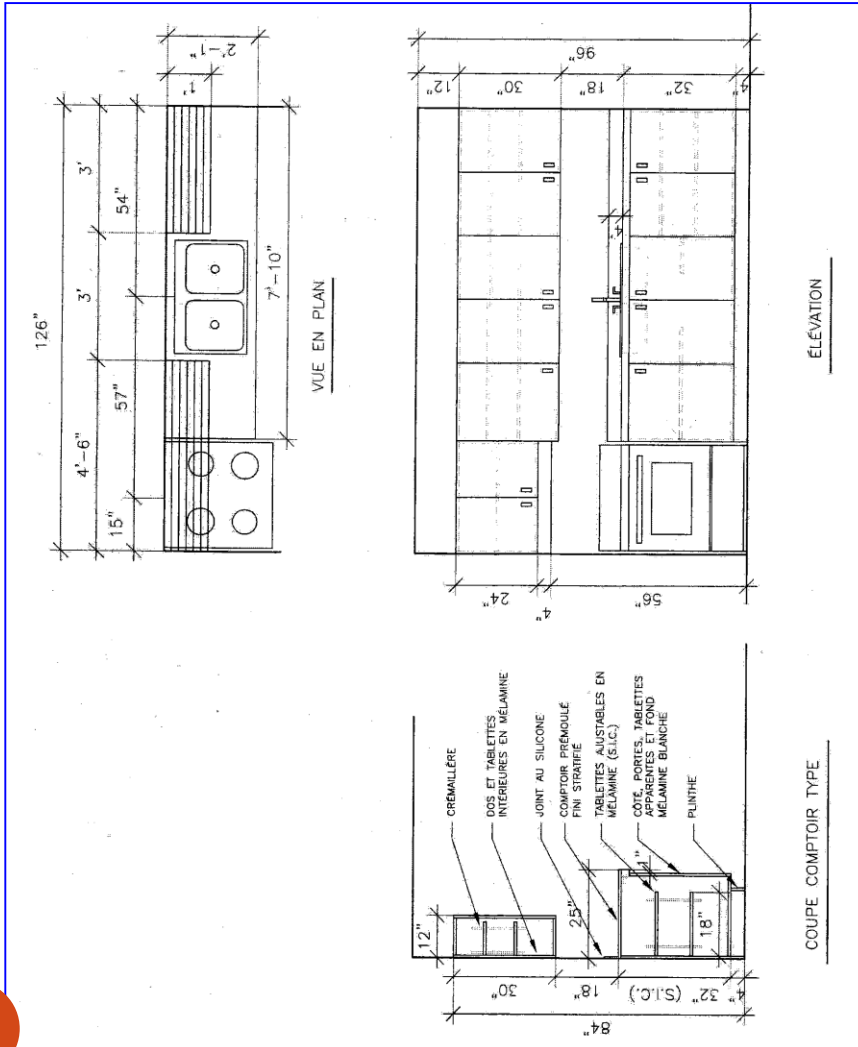 126"
4'-6"
3'
3'
15"
57"
54"
1'
2'-1"
7'-10"
VUE EN PLAN
12"
30"
18"
32"
4"
96"
4"
24"
4"
56"
ÉLÉVATION
CRÉMAILLÈRE
DOS ET TABLETTES
INTÉRIEURES EN MÉLAMINE
JOINT AU SILICONE
COMPTOIR PRÉMOULÉ
FINI STRATIFIÉ
TABLETTES AJUSTABLES EN
MÉLAMINE (S.I.C.)
CÔTÉ, PORTES, TABLETTES
APPARENTES ET FOND
MÉLAMINE BLANCHE
PLINTHE
12"
25"
1"
18"
30"
18"
32" (S.I.C.)
4"
84"
COUPE COMPTOIR TYPE